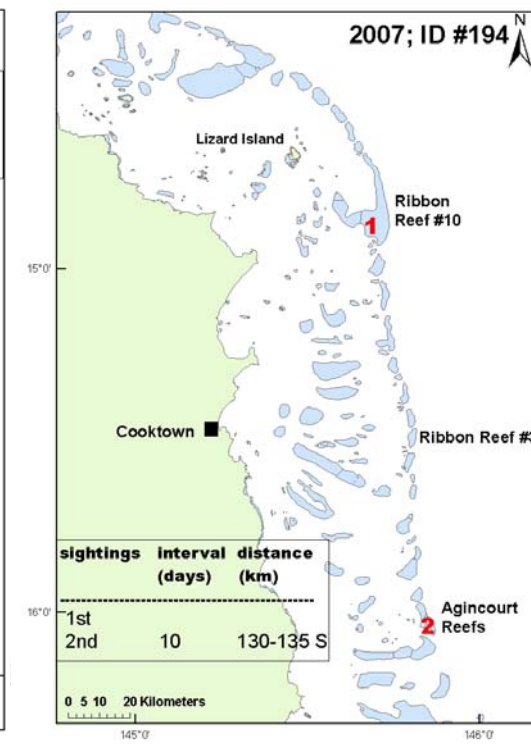 2007; ID #194
N
Lizard Island
Ribbon
Reef #10
1
15°0'
Cooktown
Ribbon Reef #3
sightings interval distance
(days) (km)
1st
2nd 10 130-135 S
16°0'
2
Agincourt
Reefs
0 5 10 20 Kilometers
145°0' 146°0'